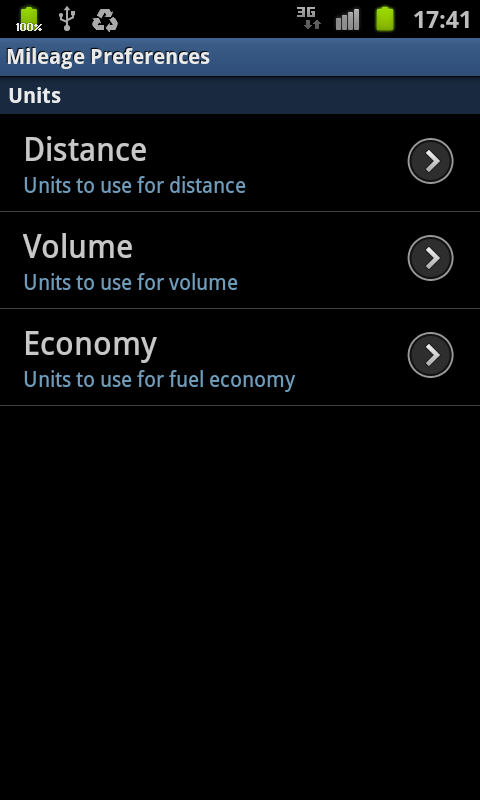 100% 3G 17:41
Mileage Preferences
Units
Distance
Units to use for distance
Volume
Units to use for volume
Economy
Units to use for fuel economy